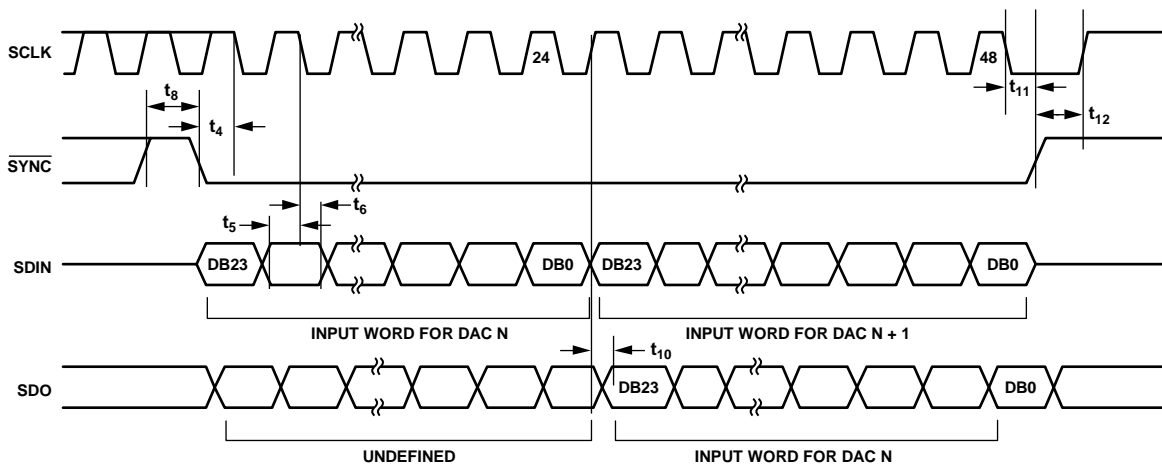 SCLK
24
48
t8
t4
t11
t12
SYNC
t5
t6
SDIN
DB23
DB0
DB23
DB0
INPUT WORD FOR DAC N
INPUT WORD FOR DAC N + 1
t10
SDO
DB23
DB0
UNDEFINED
INPUT WORD FOR DAC N